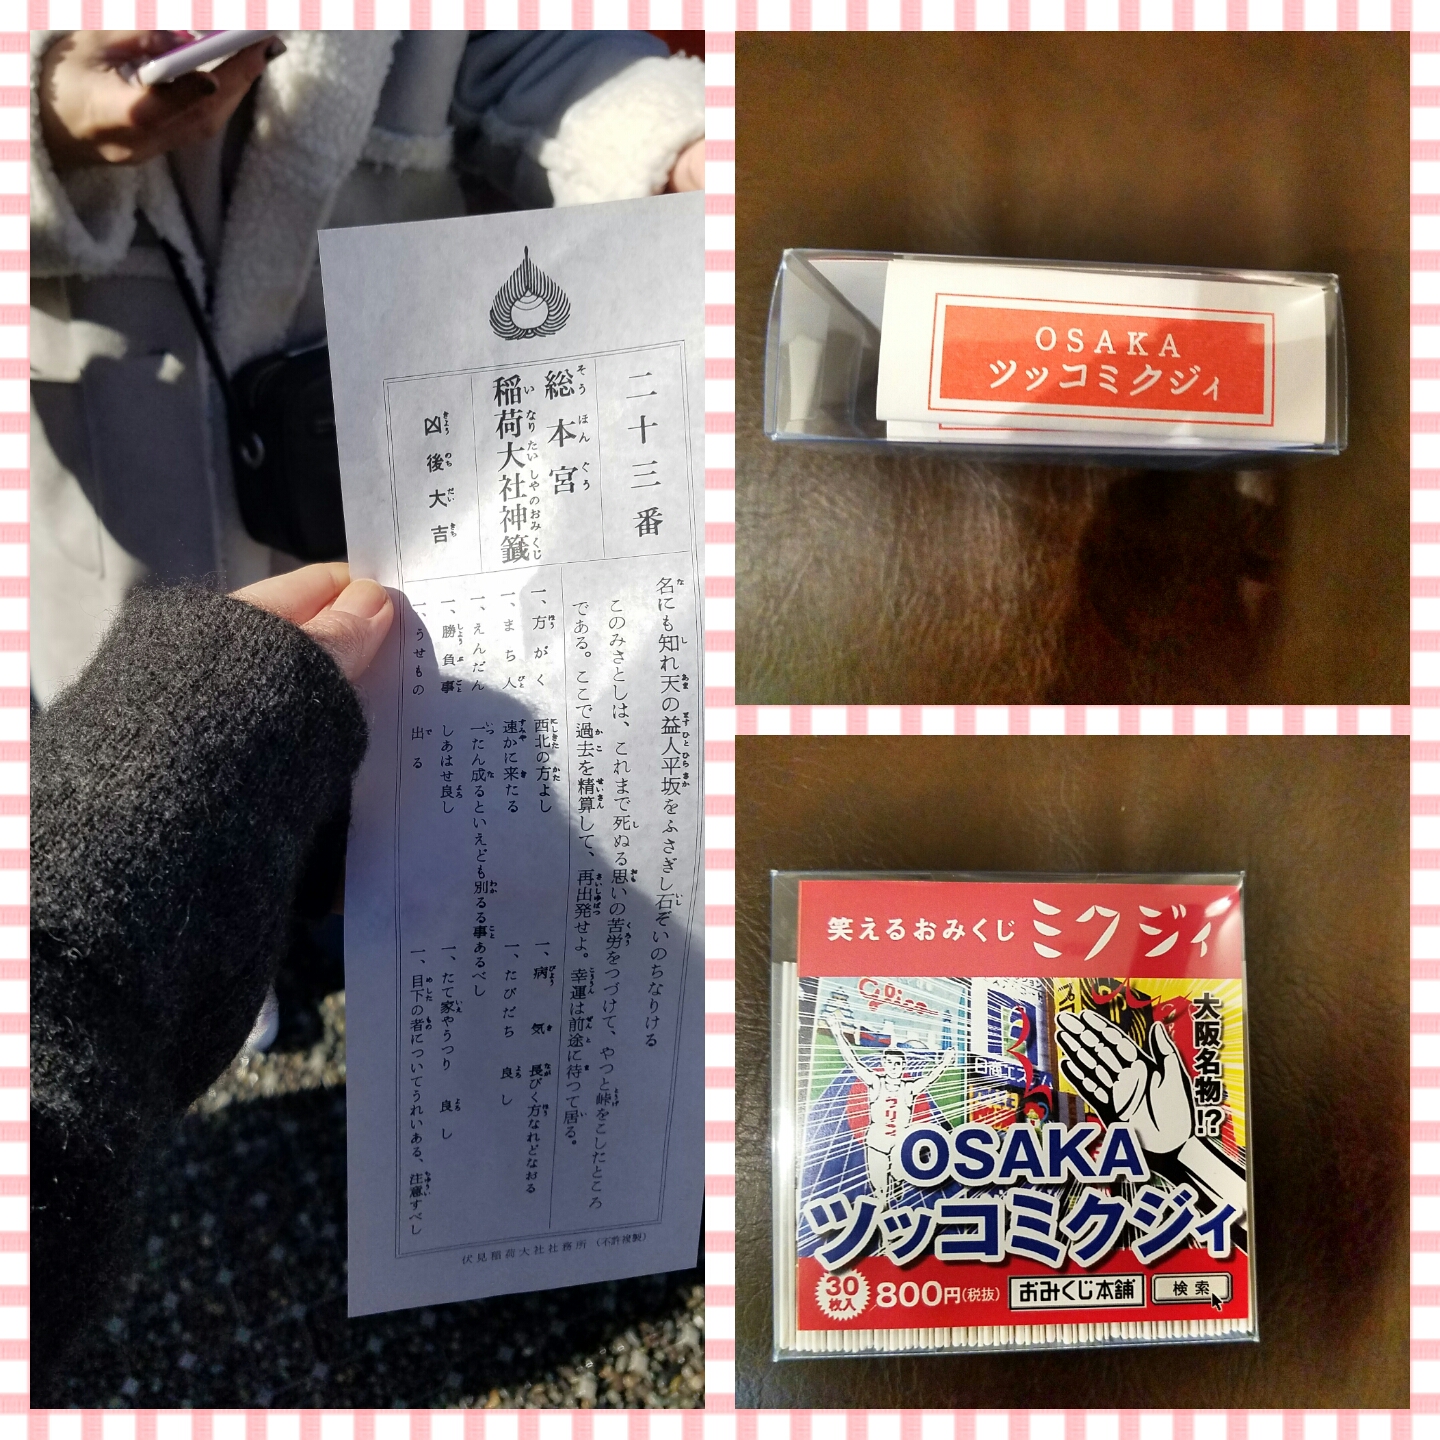 二十三番
総本宮
稲荷大社神籤
凶後大吉
名にも知れ天の益人平坂をふさぎし石ぞいのちなりける
このみさとしは、これまで死ぬる思いの苦労をつづけて、やつと峠をこしたところ
である。ここで過去を精算して、再出発せよ。幸運は前途に待つて居る。
一、方がく 西北の方よし
一、病気 長びく方なれどなおる
一、まち人 速かに来たる
一、たびだち 良し
一、えんだん 一たん成るといえども別るる事あるべし
一、勝負事 しあはせ良し
一、たて家やうつり 良し
一、うせもの 出る
一、目下の者についてうれいある、注意すべし
伏見稲荷大社社務所（不許複製）
OSAKA
ツッコミクジィ
笑えるおみくじ ミクジィ
Glico
グリコ
大阪名物!?
OSAKA
ツッコミクジィ
30枚入 800円(税抜) おみくじ本舗 検索